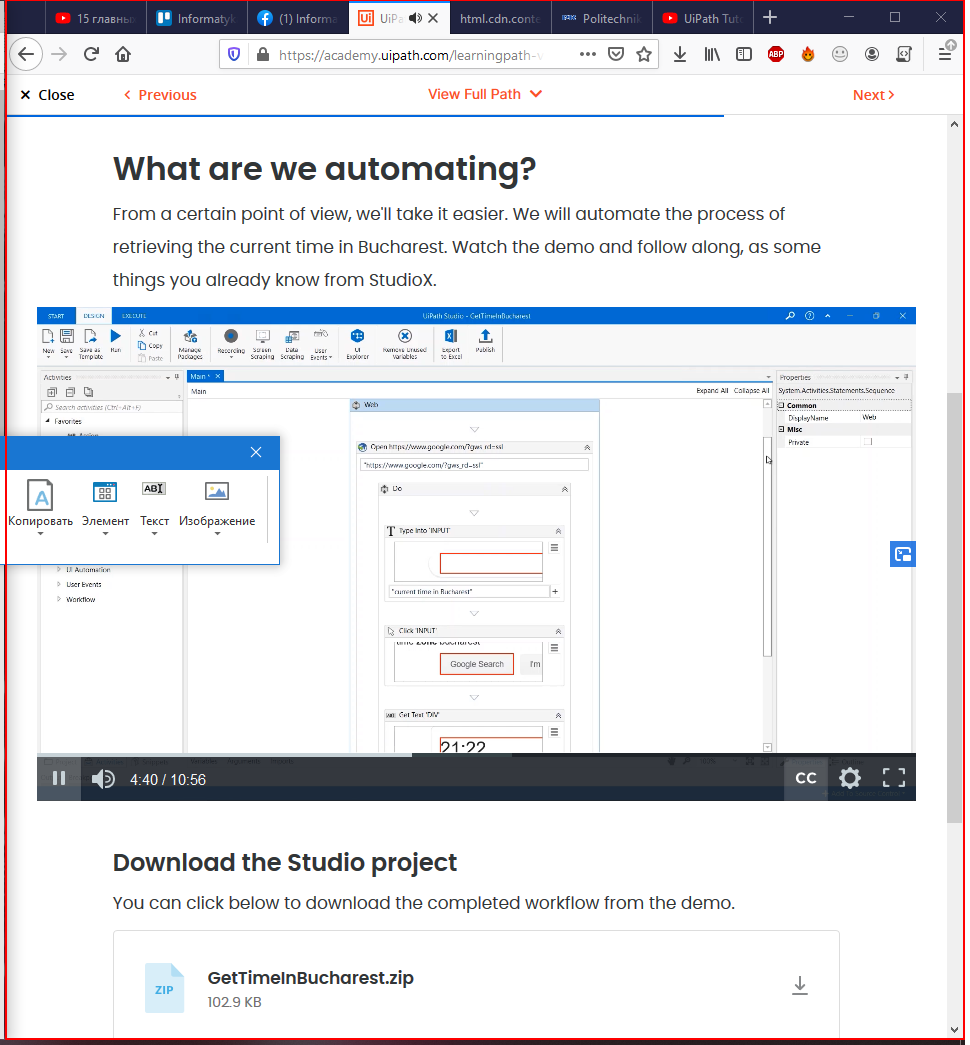 15 главны
Informatyk
(1) Informa
UiPa
html.cdn.conte
Politechnik
UiPath Tuto
https://academy.uipath.com/learningpath-v
ABP
Close
Previous
View Full Path
Next
What are we automating?
From a certain point of view, we'll take it easier. We will automate the process of
retrieving the current time in Bucharest. Watch the demo and follow along, as some
things you already know from StudioX.
START DESIGN EXECUTE UiPath Studio - GetTimeInBucharest
New Save Save as Template Run Cut Copy Paste Manage Packages Recording Screen Scraping Data Scraping User Events UI Explorer Remove Unused Variables Export to Excel Publish
Activities
Main *
Properties
Main
Expand All Collapse All
System.Activities.Statements.Sequence
Search activities (Ctrl+Alt+F)
Web
Common
DisplayName Web
Favorites
Misc
Private
Open https://www.google.com/?gws_rd=ssl
"https://www.google.com/?gws_rd=ssl"
Do
Копировать Элемент Текст Изображение
Type Into 'INPUT'
UI Automation
User Events
"current time in Bucharest"
Workflow
Click 'INPUT'
time zone bucharest
Google Search I'm
Get Text 'DIV'
21:22
4:40 / 10:56
CC
Download the Studio project
You can click below to download the completed workflow from the demo.
ZIP
GetTimeInBucharest.zip
102.9 KB